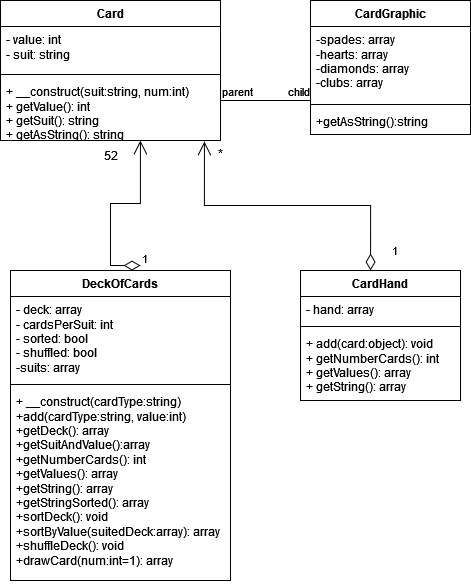 Card
- value: int
- suit: string
+ __construct(suit:string, num:int)
+ getValue(): int
+ getSuit(): string
+ getAsString(): string
CardGraphic
-spades: array
-hearts: array
-diamonds: array
-clubs: array
+getAsString():string
parent
child
52
*
1
1
DeckOfCards
- deck: array
- cardsPerSuit: int
- sorted: bool
- shuffled: bool
-suits: array
+ __construct(cardType:string)
+add(cardType:string, value:int)
+getDeck(): array
+getSuitAndValue():array
+getNumberCards(): int
+getValues(): array
+getString(): array
+getStringSorted(): array
+sortDeck(): void
+sortByValue(suitedDeck:array): array
+shuffleDeck(): void
+drawCard(num:int=1): array
CardHand
- hand: array
+ add(card:object): void
+ getNumberCards(): int
+ getValues(): array
+ getString(): array